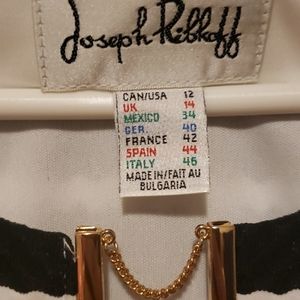 Joseph Ribkoff
CAN/USA 12
UK 14
MEXICO 34
GER. 40
FRANCE 42
SPAIN 44
ITALY 46
MADE IN/FAIT AU
BULGARIA